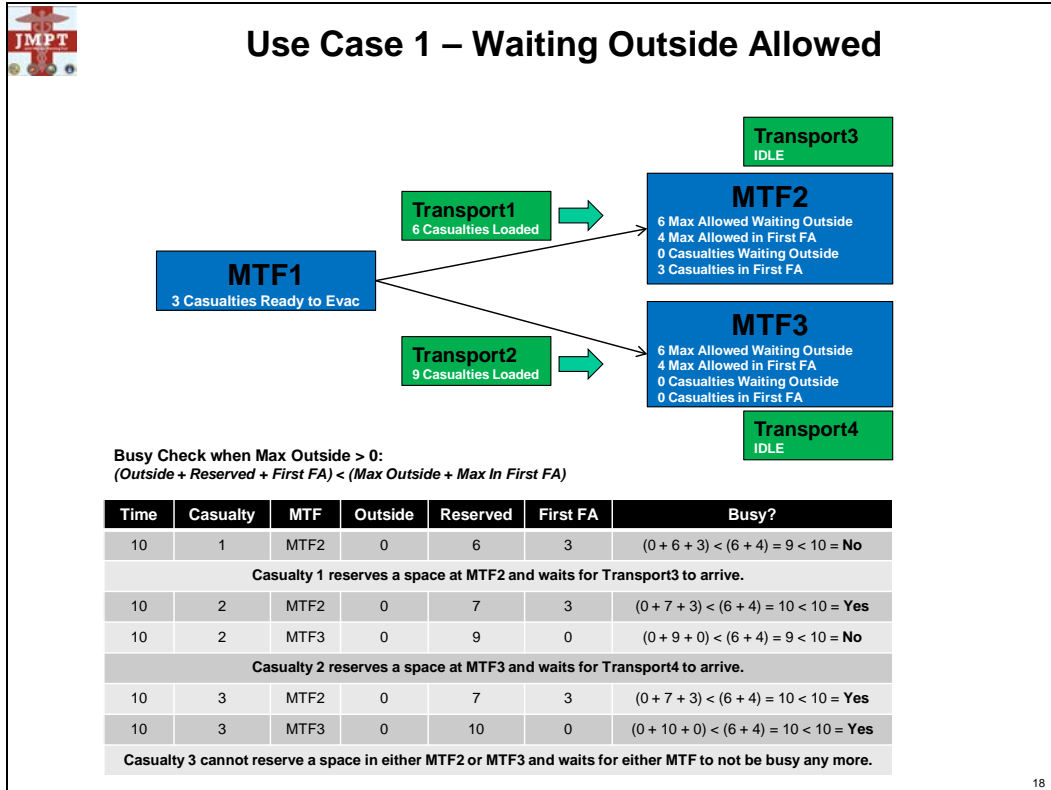 JMPT
Use Case 1 – Waiting Outside Allowed
Transport3
IDLE
Transport1
6 Casualties Loaded
MTF2
6 Max Allowed Waiting Outside
4 Max Allowed in First FA
0 Casualties Waiting Outside
3 Casualties in First FA
MTF1
3 Casualties Ready to Evac
Transport2
9 Casualties Loaded
MTF3
6 Max Allowed Waiting Outside
4 Max Allowed in First FA
0 Casualties Waiting Outside
0 Casualties in First FA
Transport4
IDLE
Busy Check when Max Outside > 0:
(Outside + Reserved + First FA) < (Max Outside + Max In First FA)
Time Casualty MTF Outside Reserved First FA Busy?
10 1 MTF2 0 6 3 (0 + 6 + 3) < (6 + 4) = 9 < 10 = No
Casualty 1 reserves a space at MTF2 and waits for Transport3 to arrive.
10 2 MTF2 0 7 3 (0 + 7 + 3) < (6 + 4) = 10 < 10 = Yes
10 2 MTF3 0 9 0 (0 + 9 + 0) < (6 + 4) = 9 < 10 = No
Casualty 2 reserves a space at MTF3 and waits for Transport4 to arrive.
10 3 MTF2 0 7 3 (0 + 7 + 3) < (6 + 4) = 10 < 10 = Yes
10 3 MTF3 0 10 0 (0 + 10 + 0) < (6 + 4) = 10 < 10 = Yes
Casualty 3 cannot reserve a space in either MTF2 or MTF3 and waits for either MTF to not be busy any more.
18